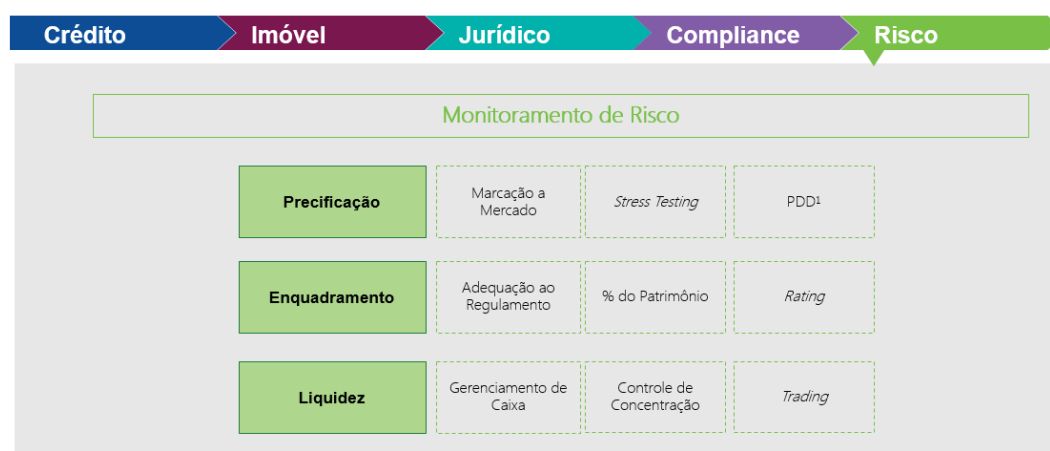 Crédito
Imóvel
Jurídico
Compliance
Risco
Monitoramento de Risco
Precificação
Marcação a
Mercado
Stress Testing
PDD¹
Enquadramento
Adequação ao
Regulamento
% do Patrimônio
Rating
Liquidez
Gerenciamento de
Caixa
Controle de
Concentração
Trading